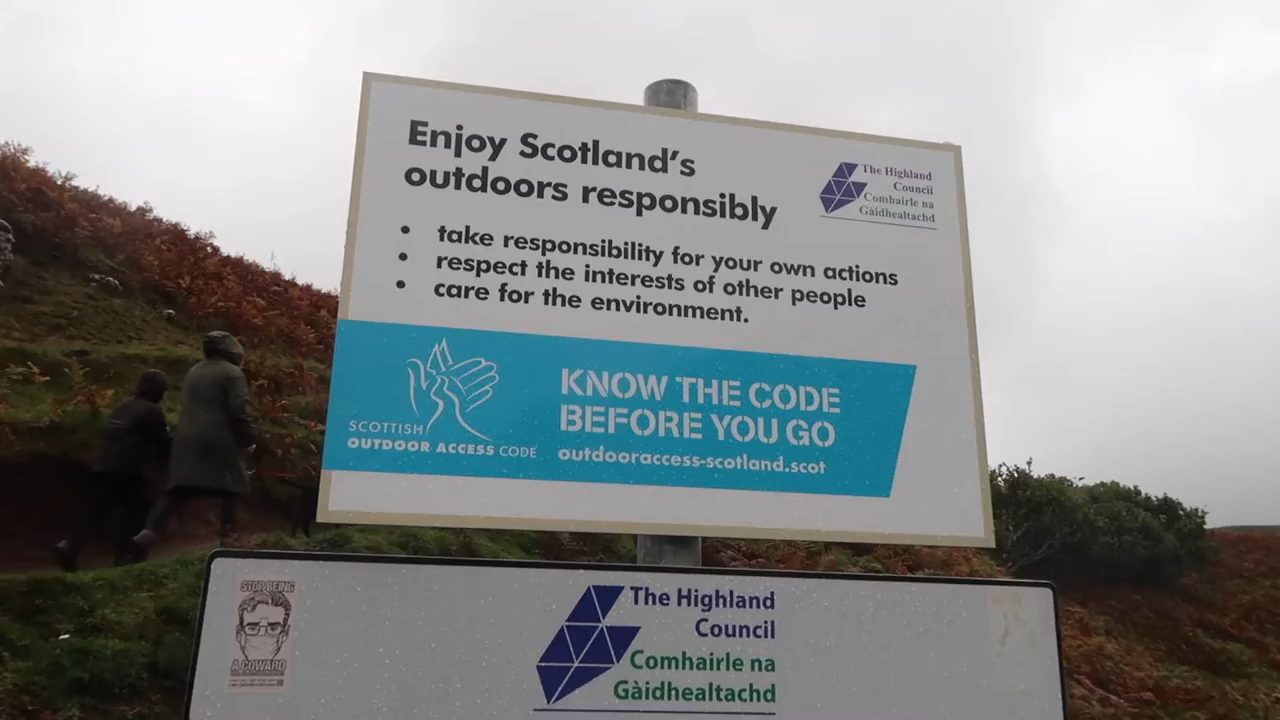 Enjoy Scotland's
outdoors responsibly
The Highland
Council
Comhairle na
Gàidhealtachd
• take responsibility for your own actions
• respect the interests of other people
• care for the environment.
SCOTTISH
OUTDOOR ACCESS CODE
KNOW THE CODE
BEFORE YOU GO
outdooraccess-scotland.scot
STOP BEING
A COWARD
The Highland
Council
Comhairle na
Gàidhealtachd